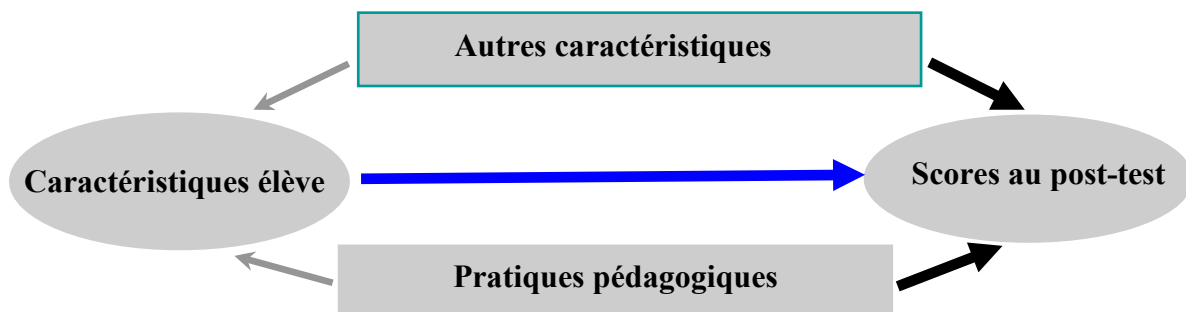 Autres caractéristiques
Caractéristiques élève
Scores au post-test
Pratiques pédagogiques